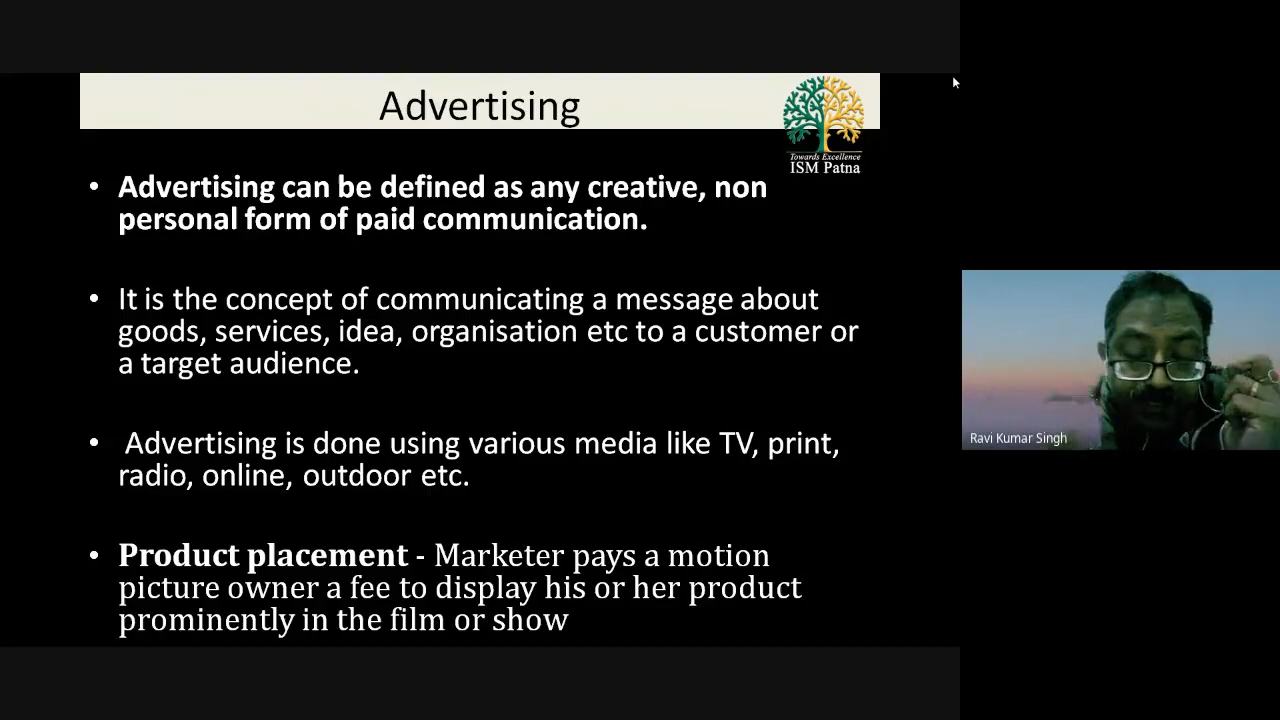 Advertising
Towards Excellence
ISM Patna
• Advertising can be defined as any creative, non
personal form of paid communication.
• It is the concept of communicating a message about
goods, services, idea, organisation etc to a customer or
a target audience.
• Advertising is done using various media like TV, print,
radio, online, outdoor etc.
• Product placement - Marketer pays a motion
picture owner a fee to display his or her product
prominently in the film or show
Ravi Kumar Singh